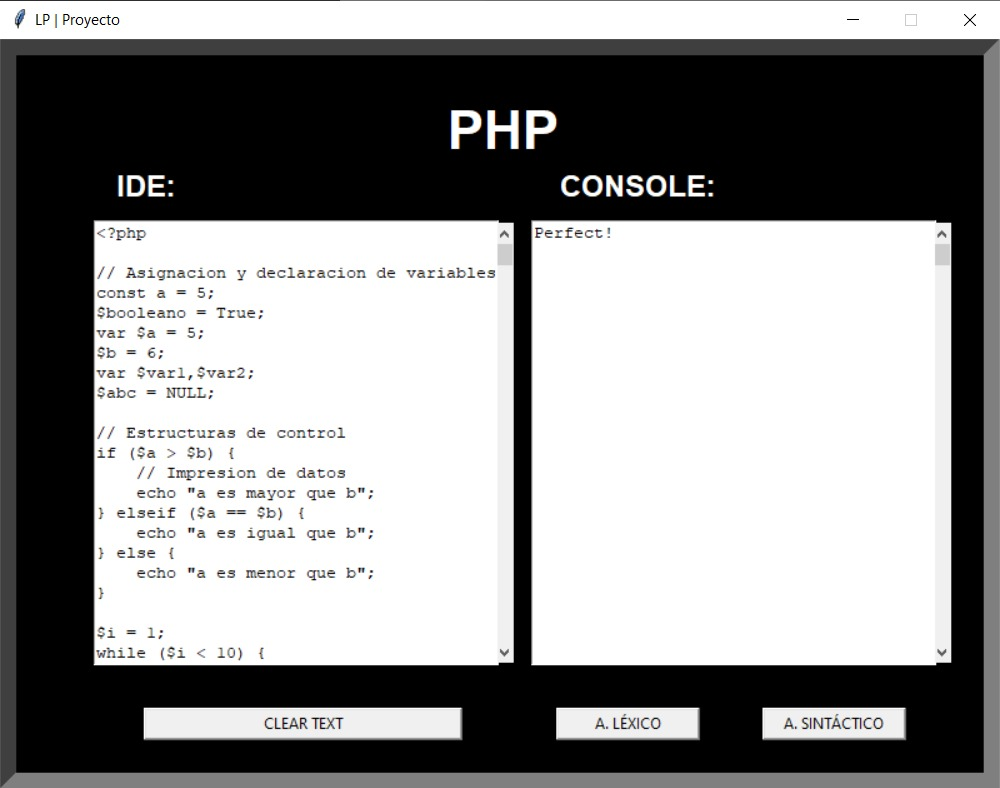 LP | Proyecto
PHP
IDE:
CONSOLE:
<?php
// Asignacion y declaracion de variables
const a = 5;
$booleano = True;
var $a = 5;
$b = 6;
var $var1,$var2;
$abc = NULL;
// Estructuras de control
if ($a > $b) {
    // Impresion de datos
    echo "a es mayor que b";
} elseif ($a == $b) {
    echo "a es igual que b";
} else {
    echo "a es menor que b";
}
$i = 1;
while ($i < 10) {
Perfect!
CLEAR TEXT
A. LÉXICO
A. SINTÁCTICO